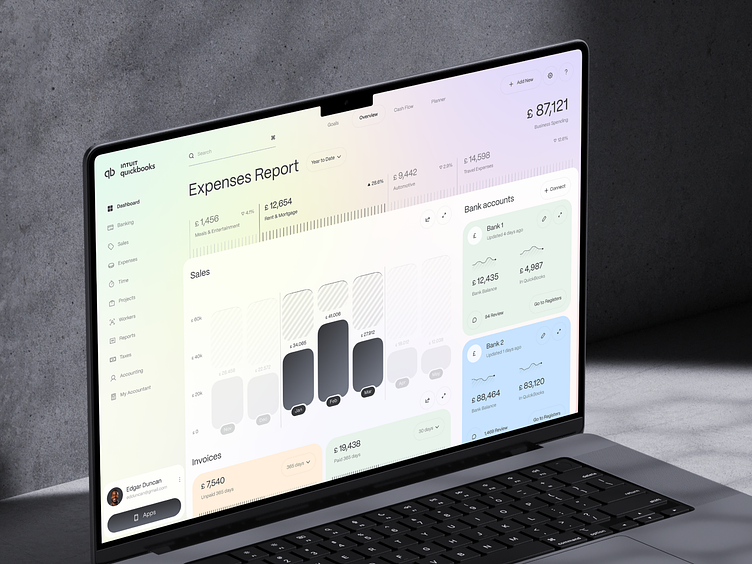 INTUIT
quickbooks
Search
⌘
Goals
Overview
Cash Flow
Planner
Add New
?
£ 87,121
Business Spending
Expenses Report
Year to Date
£ 1,456
4.1%
Meals & Entertainment
£ 12,654
28.8%
Rent & Mortgage
£ 9,442
2.9%
Automotive
£ 14,598
12.6%
Travel Expenses
Dashboard
Banking
Sales
Expenses
Time
Projects
Workers
Reports
Taxes
Accounting
My Accountant
Edgar Duncan
Apps
Sales
£ 60k
£ 40k
£ 20k
£ 0
£ 34,065
£ 41,006
£ 27,912
Jan
Feb
Mar
Bank accounts
Connect
£
Bank 1
Updated 4 days ago
£ 12,435
Bank Balance
£ 4,987
In QuickBooks
94 Review
Go to Registers
£
Bank 2
Updated 1 days ago
£ 88,464
Bank Balance
£ 83,120
In QuickBooks
1,469 Review
Go to Registers
Invoices
£ 7,540
Unpaid 365 days
365 days
£ 19,438
Paid 365 days
30 days